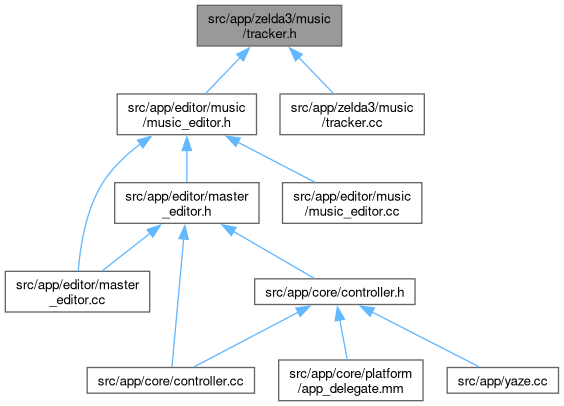 src/app/zelda3/music
/tracker.h
src/app/editor/music
/music_editor.h
src/app/zelda3/music
/tracker.cc
src/app/editor/master
_editor.h
src/app/editor/music
/music_editor.cc
src/app/editor/master
_editor.cc
src/app/core/controller.h
src/app/core/controller.cc
src/app/core/platform
/app_delegate.mm
src/app/yaze.cc